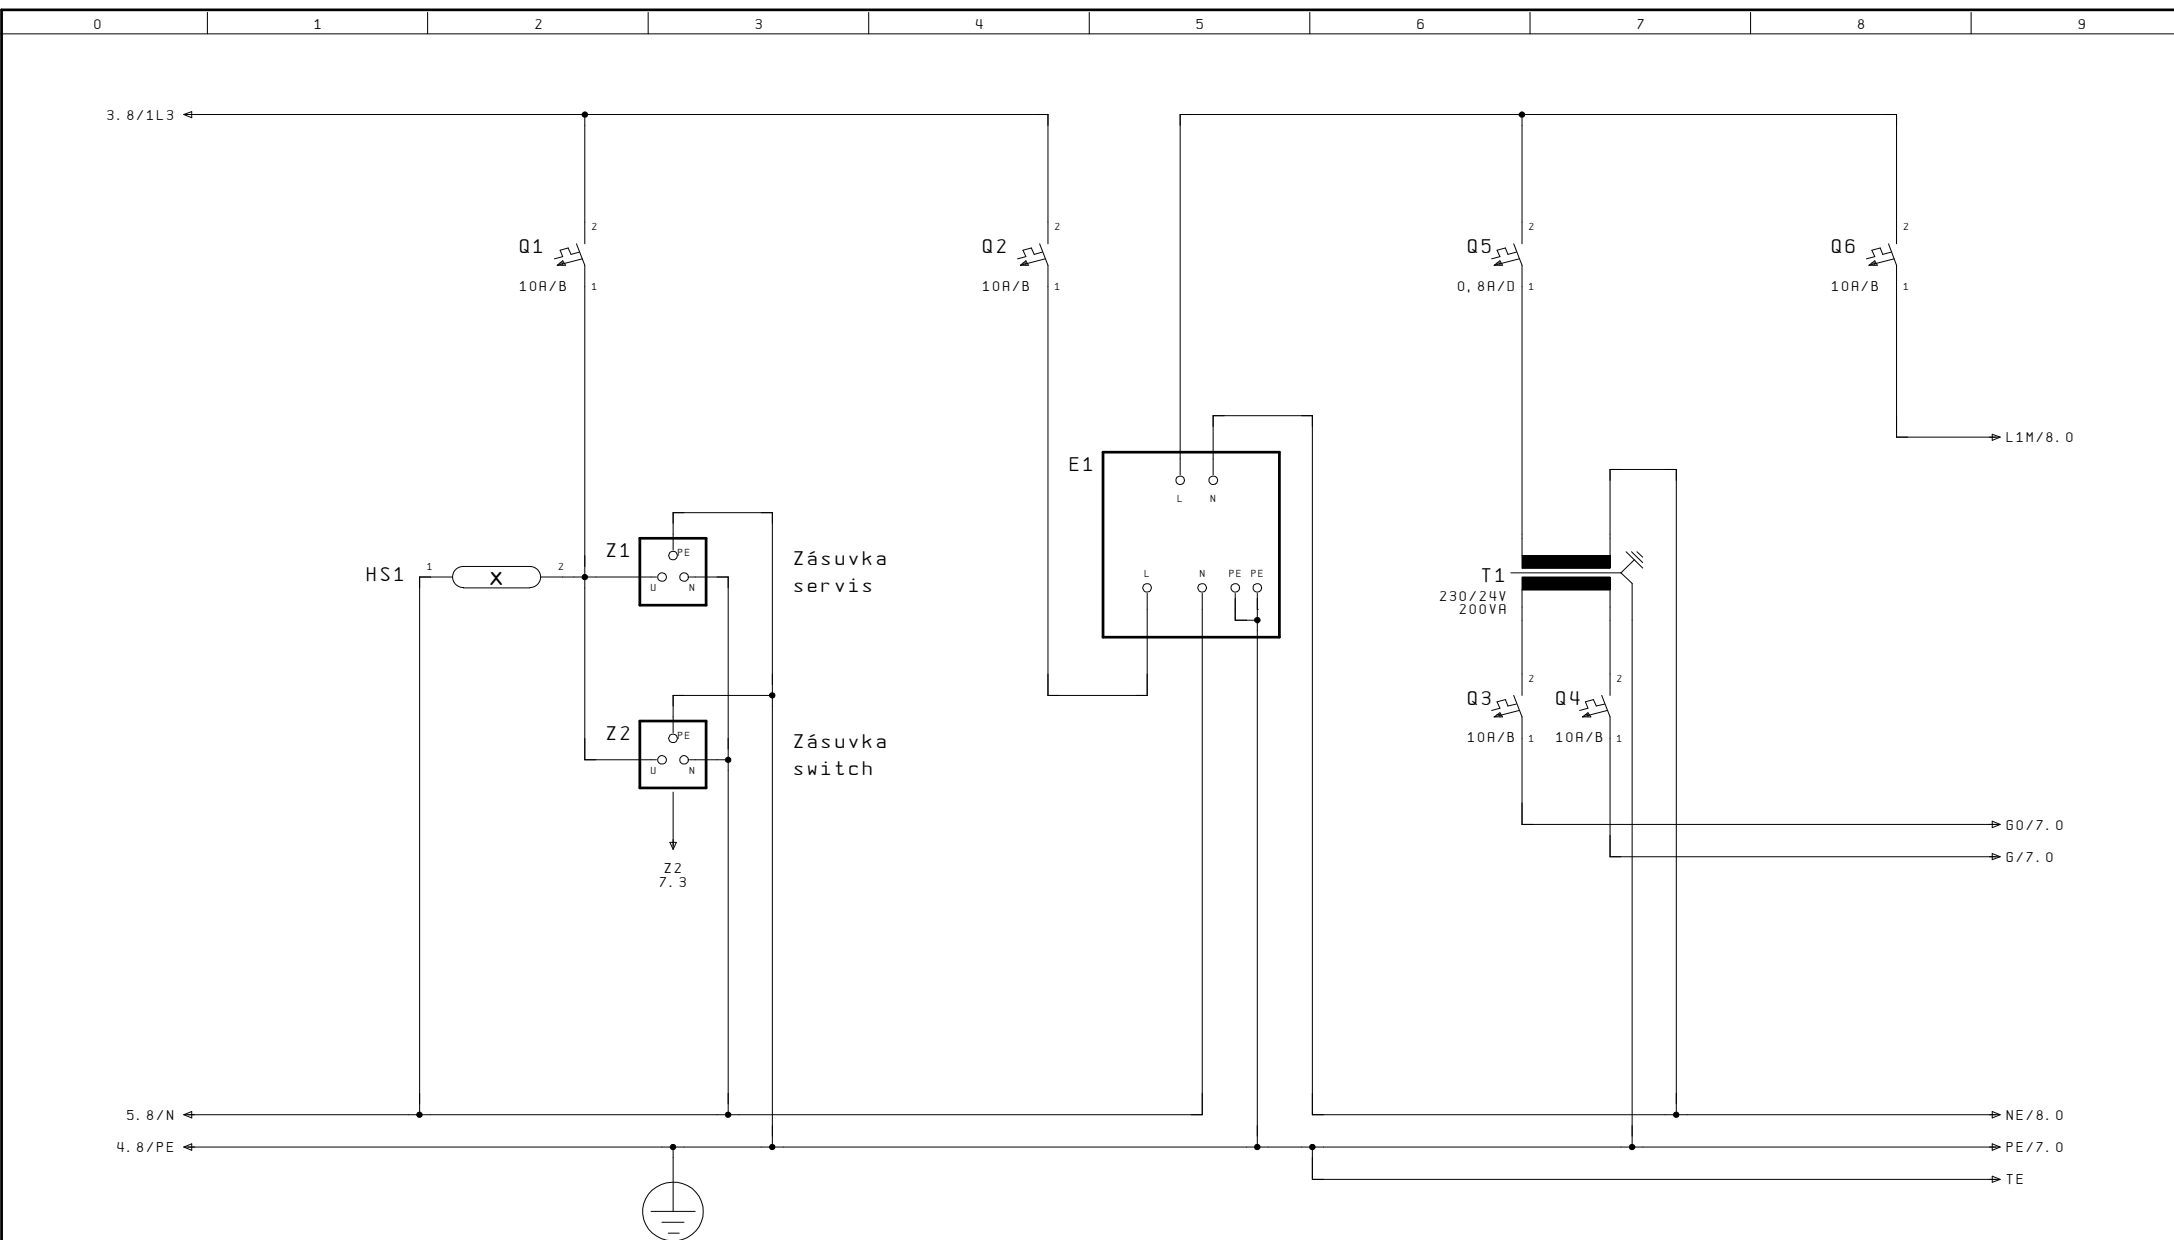 0 1 2 3 4 5 6 7 8 9
3.8/1L3
2 2 2 2
Q1 Q2 Q5 Q6
10A/B 1 10A/B 1 0,8A/D 1 10A/B 1
L1M/8.0
E1
L N
Z1 PE
Zásuvka
servis
HS1 1 X 2
U N
L N PE PE
T1
230/24V
200VA
2 2
Q3 Q4
10A/B 1 10A/B 1
Z2 PE
Zásuvka
switch
U N
G0/7.0
G/7.0
Z2
7.3
5.8/N
NE/8.0
4.8/PE
PE/7.0
TE